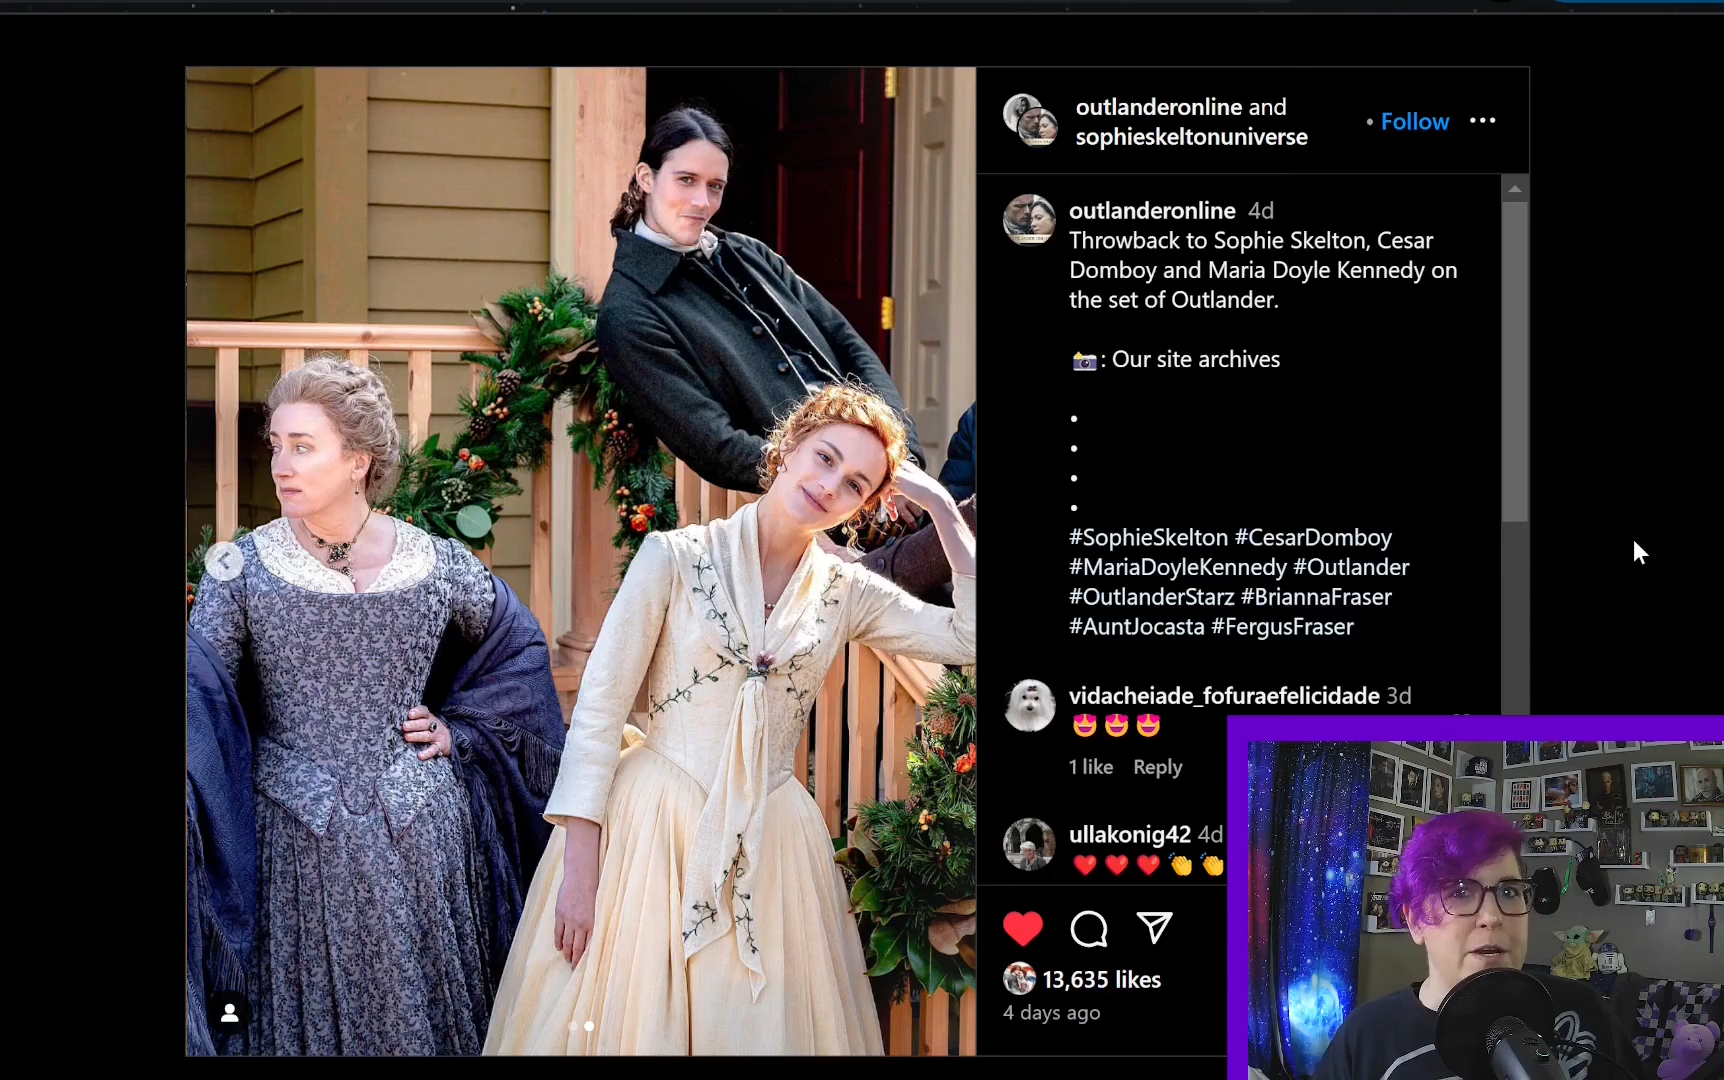 outlanderonline and
sophieskeltonuniverse
• Follow •••
outlanderonline 4d
Throwback to Sophie Skelton, Cesar
Domboy and Maria Doyle Kennedy on
the set of Outlander.
📸: Our site archives
•
•
•
•
#SophieSkelton #CesarDomboy
#MariaDoyleKennedy #Outlander
#OutlanderStarz #BriannaFraser
#AuntJocasta #FergusFraser
vidacheiade_fofuraefelicidade 3d
😍😍😍
1 like Reply
ullakonig42 4d
❤️❤️❤️👏👏
13,635 likes
4 days ago